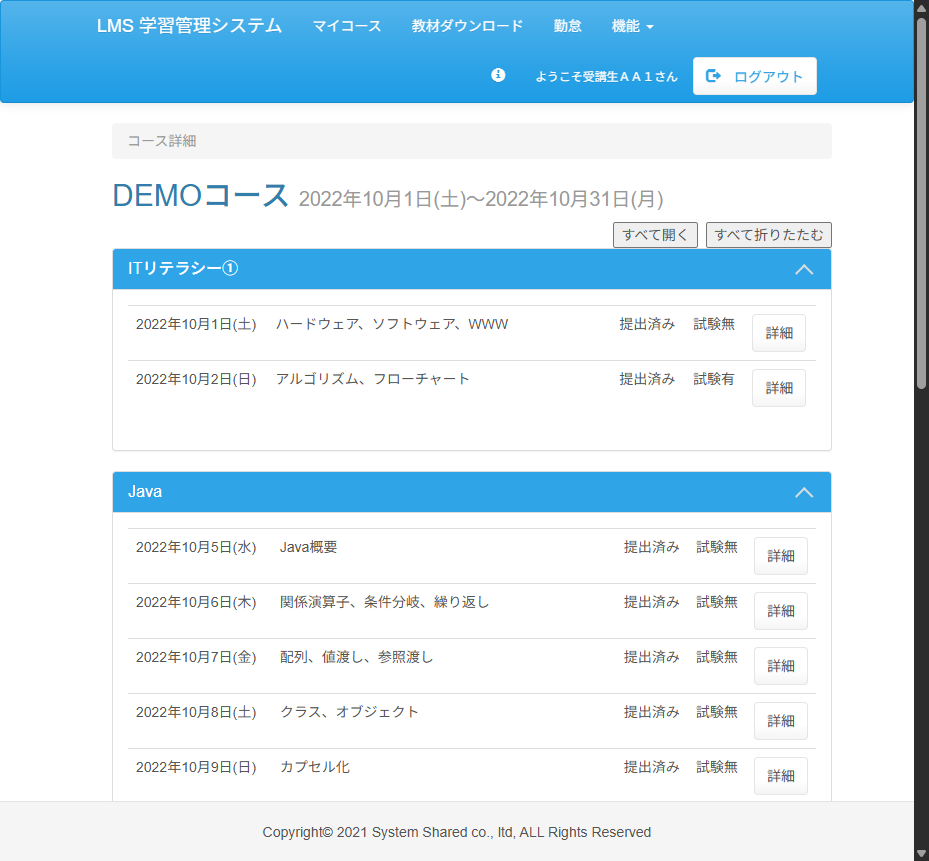 LMS 学習管理システム マイコース 教材ダウンロード 勤怠 機能
ようこそ受講生ＡＡ１さん ログアウト
コース詳細
DEMOコース 2022年10月1日(土)～2022年10月31日(月)
すべて開く すべて折りたたむ
ITリテラシー①
2022年10月1日(土) ハードウェア、ソフトウェア、WWW 提出済み 試験無 詳細
2022年10月2日(日) アルゴリズム、フローチャート 提出済み 試験有 詳細
Java
2022年10月5日(水) Java概要 提出済み 試験無 詳細
2022年10月6日(木) 関係演算子、条件分岐、繰り返し 提出済み 試験無 詳細
2022年10月7日(金) 配列、値渡し、参照渡し 提出済み 試験無 詳細
2022年10月8日(土) クラス、オブジェクト 提出済み 試験無 詳細
2022年10月9日(日) カプセル化 提出済み 試験無 詳細
Copyright© 2021 System Shared co., ltd, ALL Rights Reserved